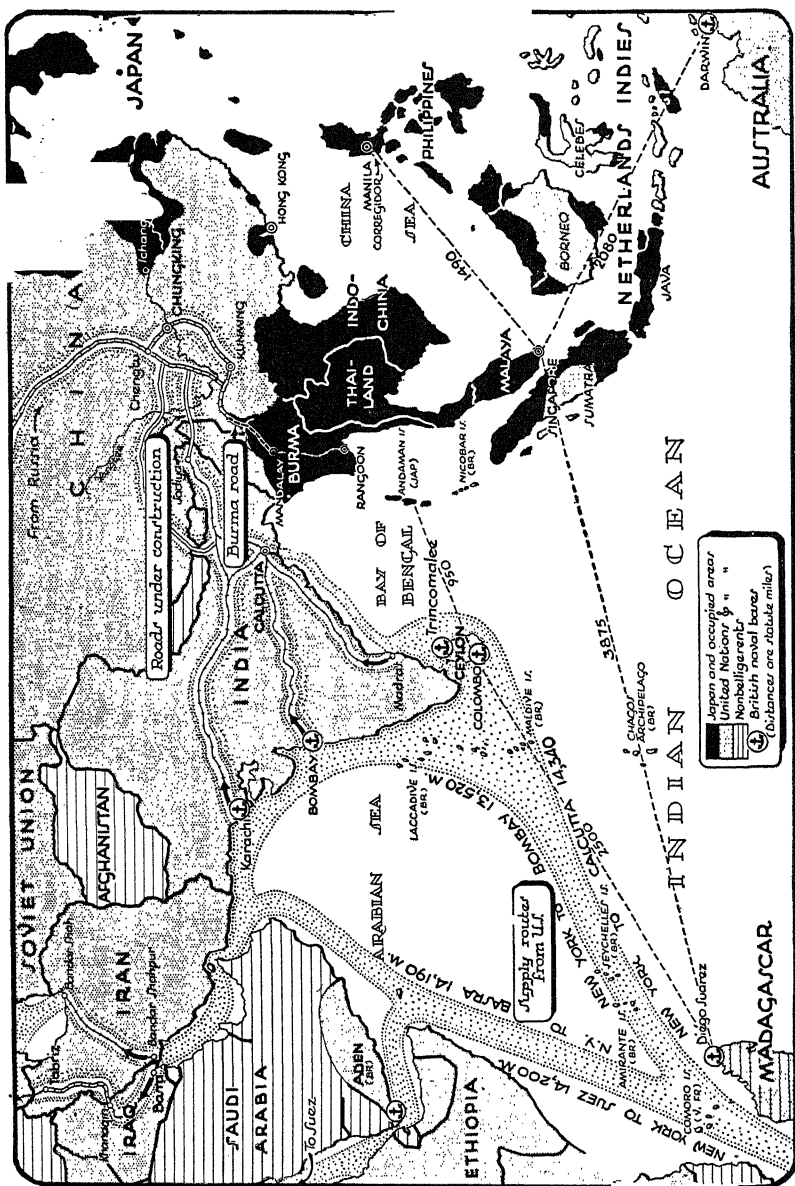 SOVIET UNION
AFGHANISTAN
IRAN
Tabriz
Bandar Shah
Bandar Shahpur
Khanaqin
IRAQ
Basra
SAUDI
ARABIA
To Suez
ADEN
(BR)
ETHIOPIA
From Russia
CHINA
Chengtu
CHUNGKING
Ichang
KUNMING
HONG KONG
JAPAN
Roads under construction
Burma road
Sadiya
INDIA
Karachi
BOMBAY
CALCUTTA
Madras
Trincomalee
CEYLON
COLOMBO
MANDALAY
BURMA
RANGOON
THAI-
LAND
INDO-
CHINA
CHINA
SEA
MANILA
CORREGIDOR
PHILIPPINES
1490
BAY OF
BENGAL
ANDAMAN IS.
(JAP)
NICOBAR IS.
(BR)
950
MALAYA
SINGAPORE
SUMATRA
BORNEO
CELEBES
NETHERLANDS INDIES
JAVA
2080
DARWIN
AUSTRALIA
ARABIAN SEA
LACCADIVE IS.
(BR)
MALDIVE IS.
(BR)
CHAGOS
ARCHIPELAGO
(BR)
3875
2500
Supply routes
from U.S.
N.Y. TO BASRA 14,190 M.
NEW YORK TO SUEZ 14,200 M.
NEW YORK TO BOMBAY 13,520 M.
NEW YORK TO CALCUTTA 14,340
SEYCHELLES IS.
(BR)
AMIRANTE IS.
(BR)
COMORO IS.
(V. FR)
Diego Suarez
MADAGASCAR
INDIAN OCEAN
Japan and occupied areas
United Nations & " "
Nonbelligerents
British naval bases
(Distances are statute miles)